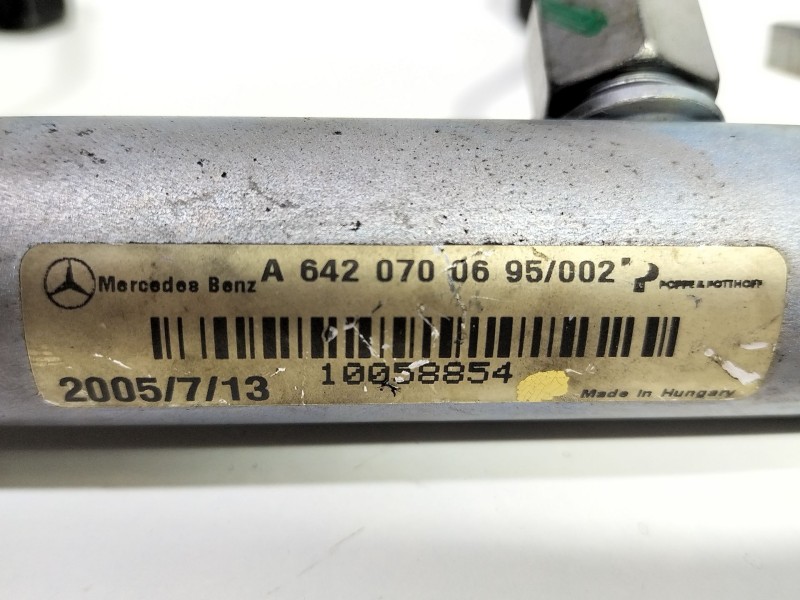 Mercedes Benz A 642 070 06 95/002 POPPE & POTTHOFF
10058854
2005/7/13 Made in Hungary